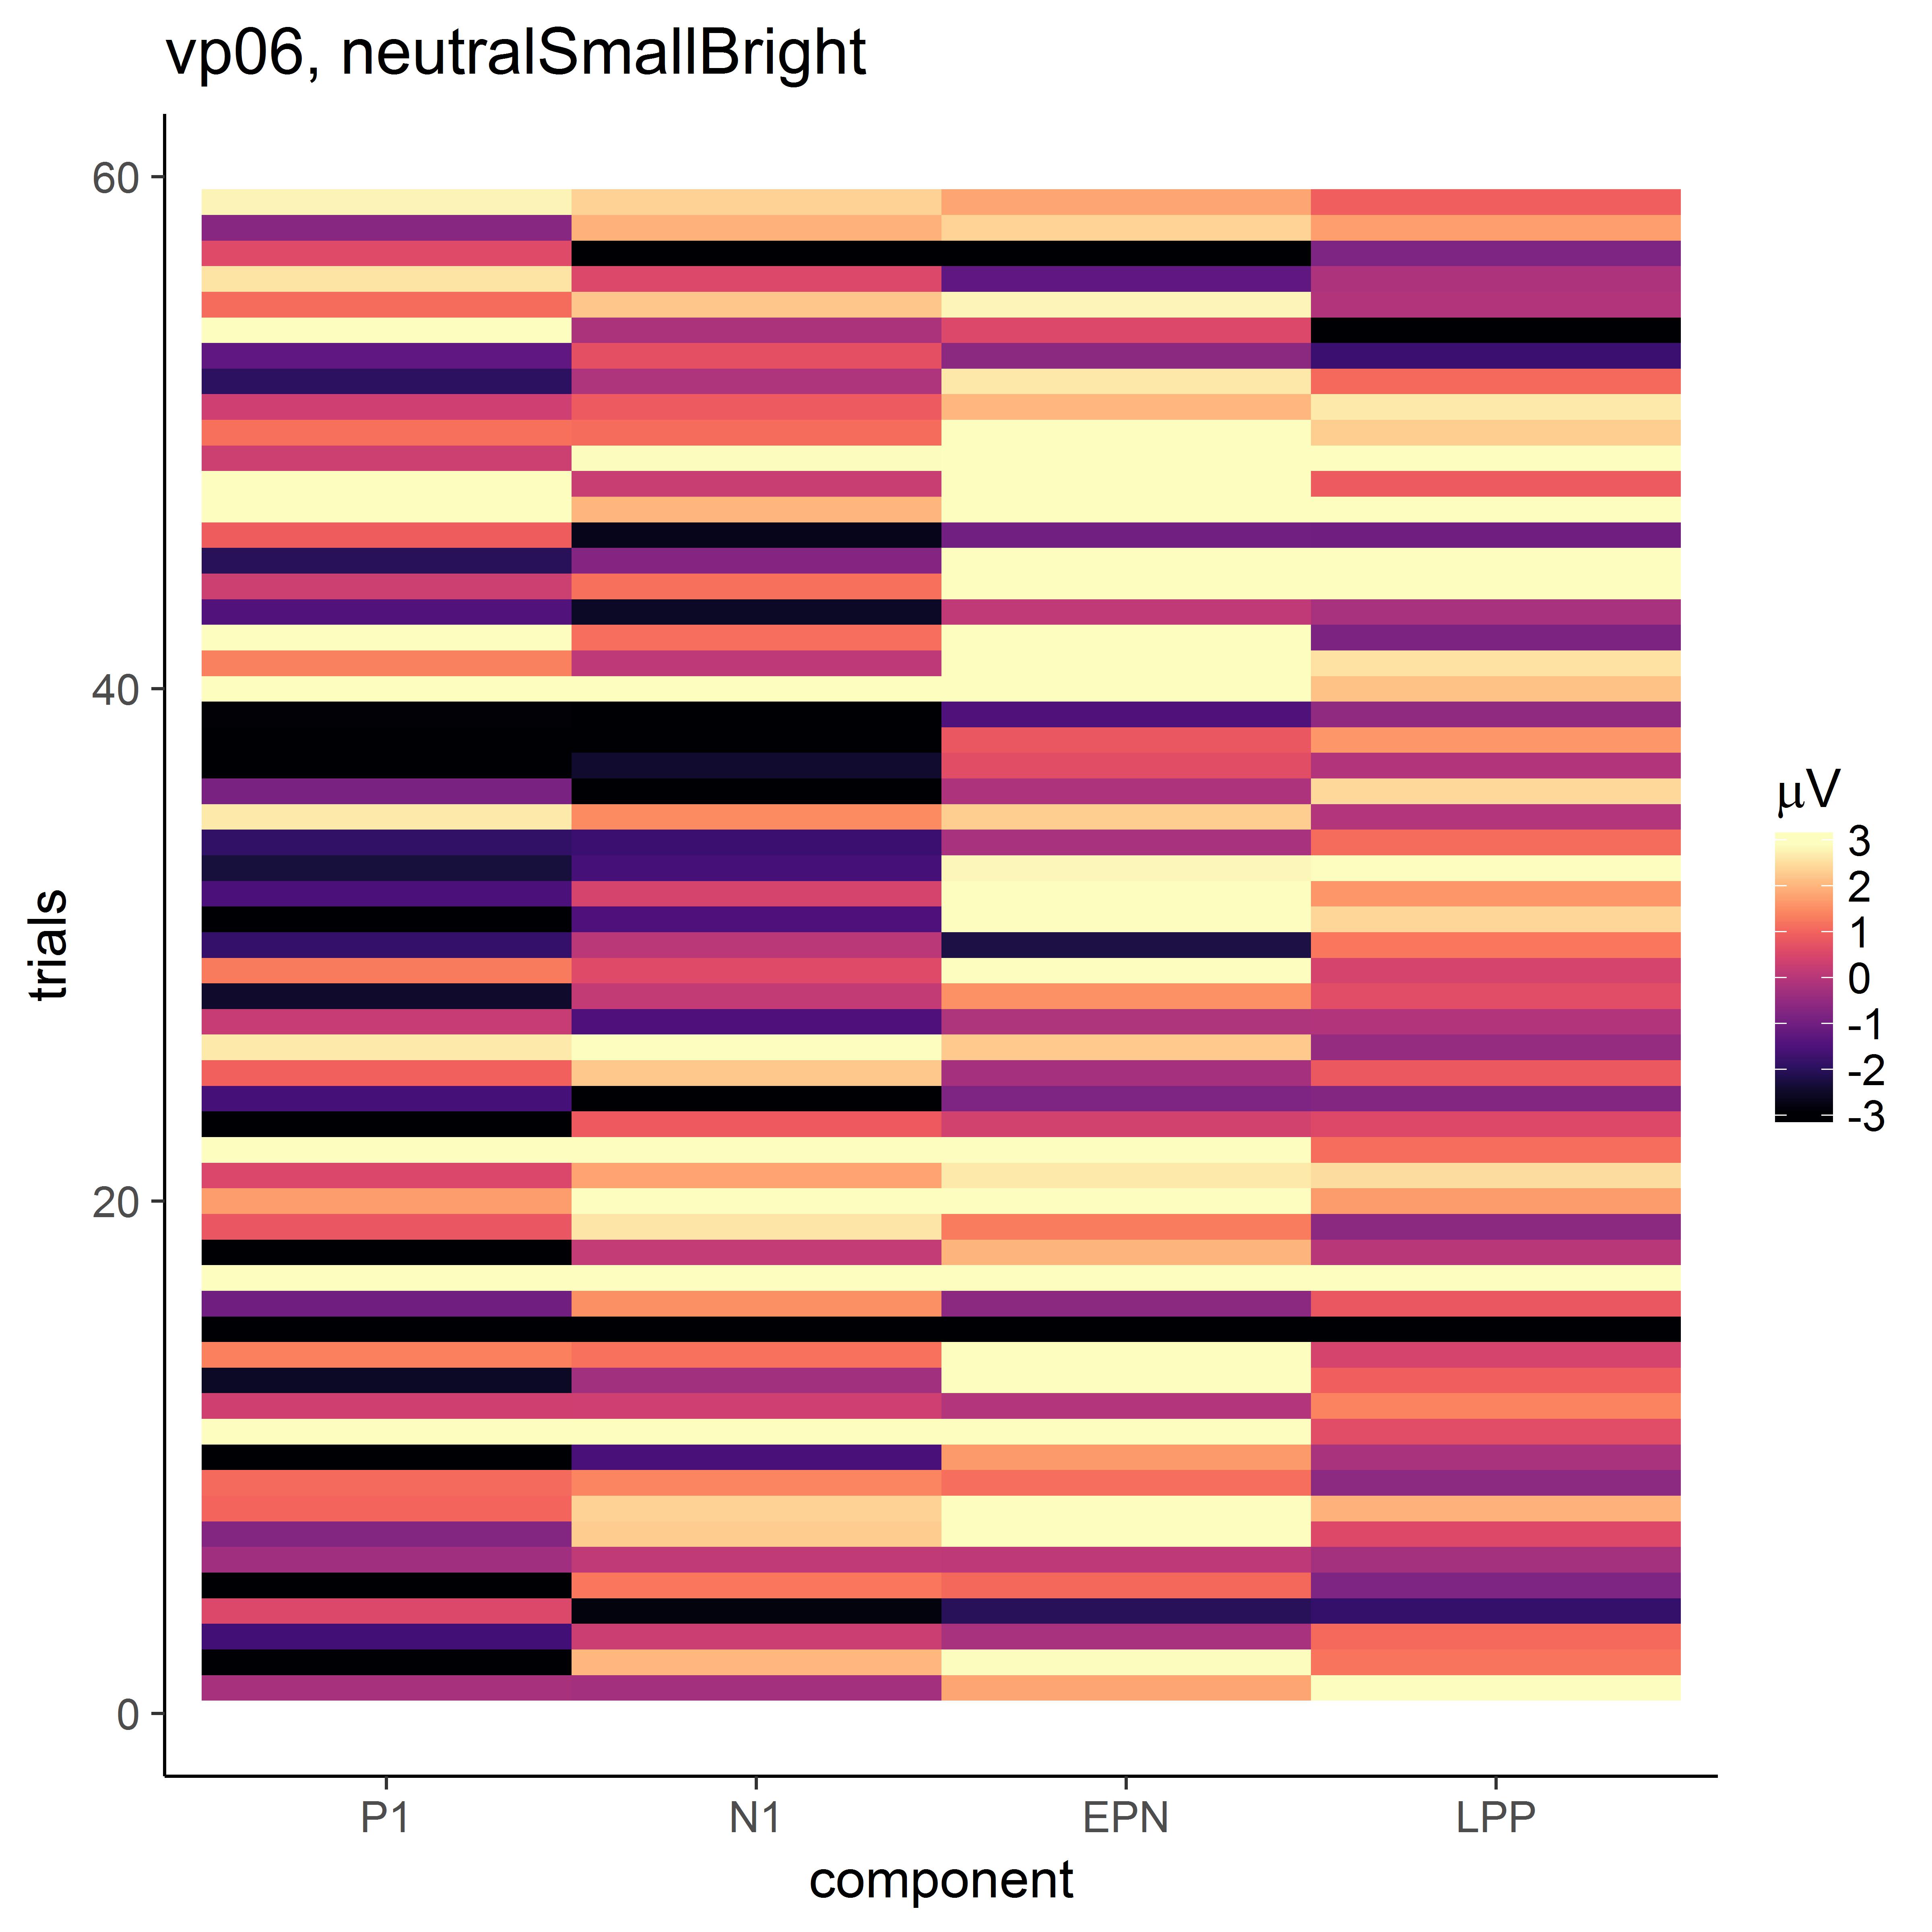 vp06, neutralSmallBright
60
40
20
0
trials
P1 N1 EPN LPP
component
μV
3
2
1
0
-1
-2
-3